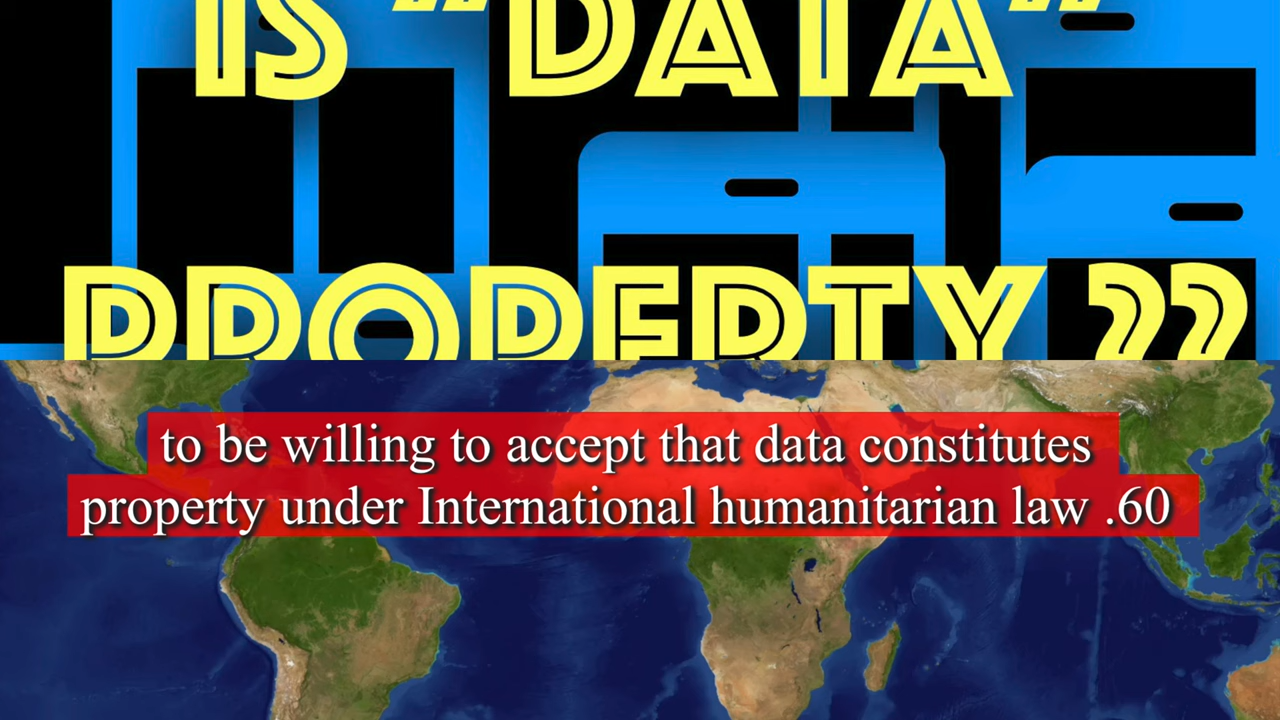 IS "DATA"
PROPERTY ??
to be willing to accept that data constitutes
property under International humanitarian law .60